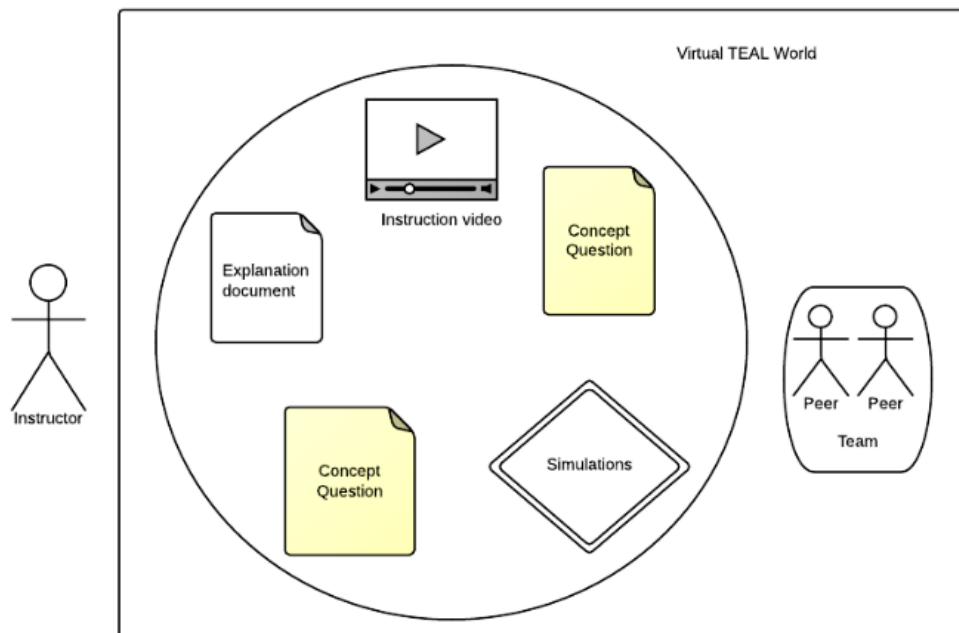 Virtual TEAL World
Instruction video
Concept
Question
Explanation
document
Instructor
Peer Peer
Team
Simulations
Concept
Question